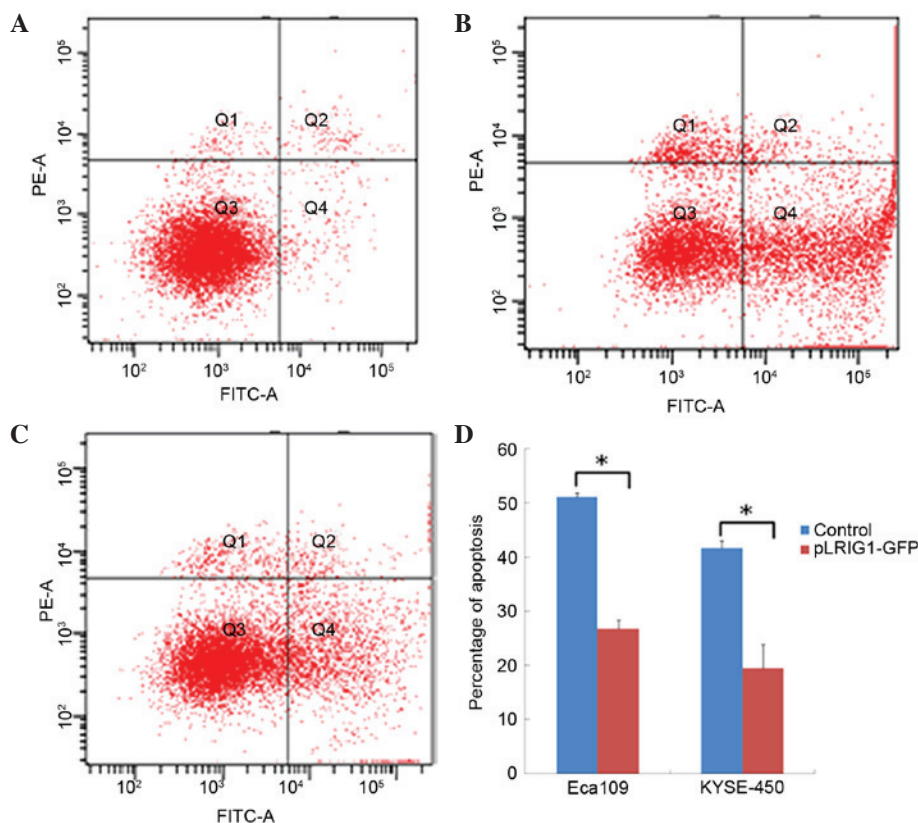 A
10⁵
10⁴
10³
10²
PE-A
Q1
Q2
Q3
Q4
10² 10³ 10⁴ 10⁵
FITC-A
B
10⁵
10⁴
10³
10²
PE-A
Q1
Q2
Q3
Q4
10² 10³ 10⁴ 10⁵
FITC-A
C
10⁵
10⁴
10³
10²
PE-A
Q1
Q2
Q3
Q4
10² 10³ 10⁴ 10⁵
FITC-A
D
60
50
40
30
20
10
0
Percentage of apoptosis
*
*
Control
pLRIG1-GFP
Eca109 KYSE-450